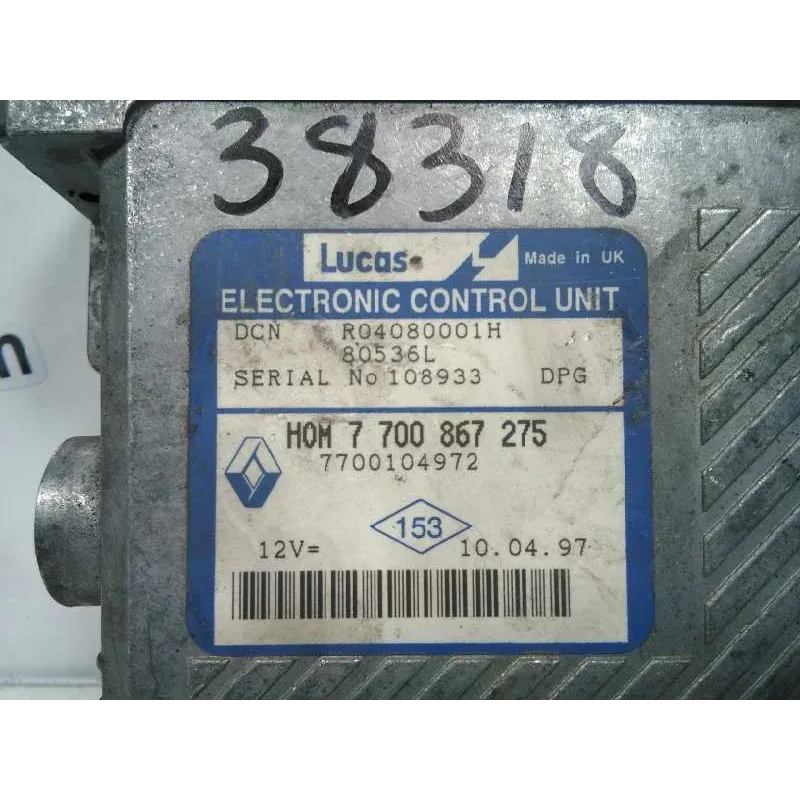 38318
Lucas Made in UK
ELECTRONIC CONTROL UNIT
DCN R04080001H
80536L
SERIAL No 108933 DPG
HOM 7 700 867 275
7700104972
153
12V= 10.04.97